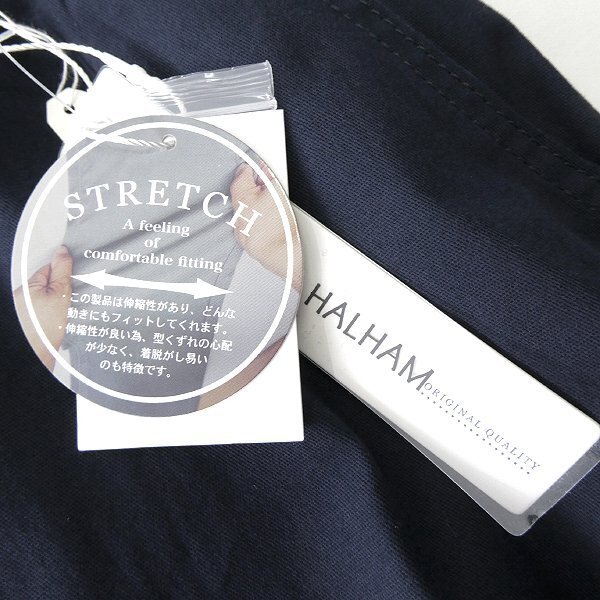 STRETCH
A feeling
of
comfortable fitting
・この製品は伸縮性があり、どんな
動きにもフィットしてくれます。
・伸縮性が良い為、型くずれの心配
が少なく、着脱がし易い
のも特徴です。
HALHAM
ORIGINAL QUALITY